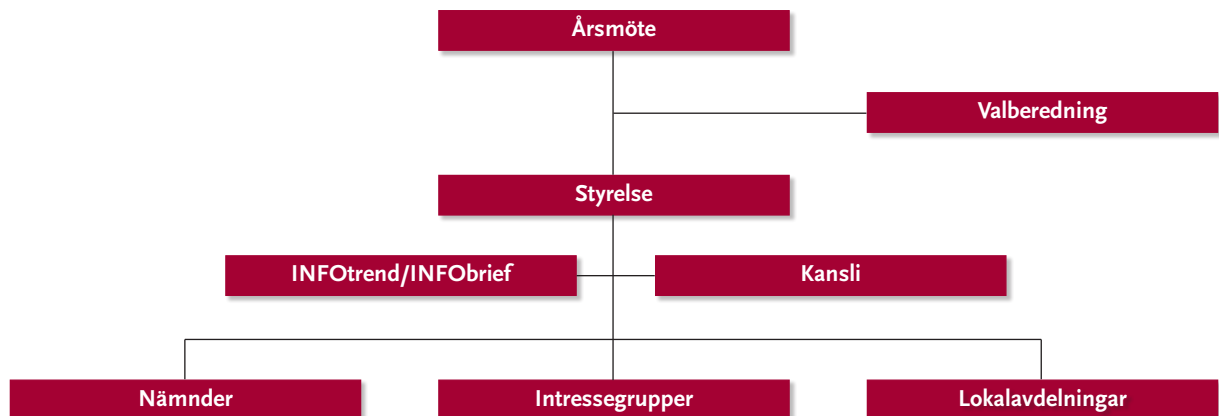 Årsmöte
Valberedning
Styrelse
INFOtrend/INFObrief
Kansli
Nämnder
Intressegrupper
Lokalavdelningar